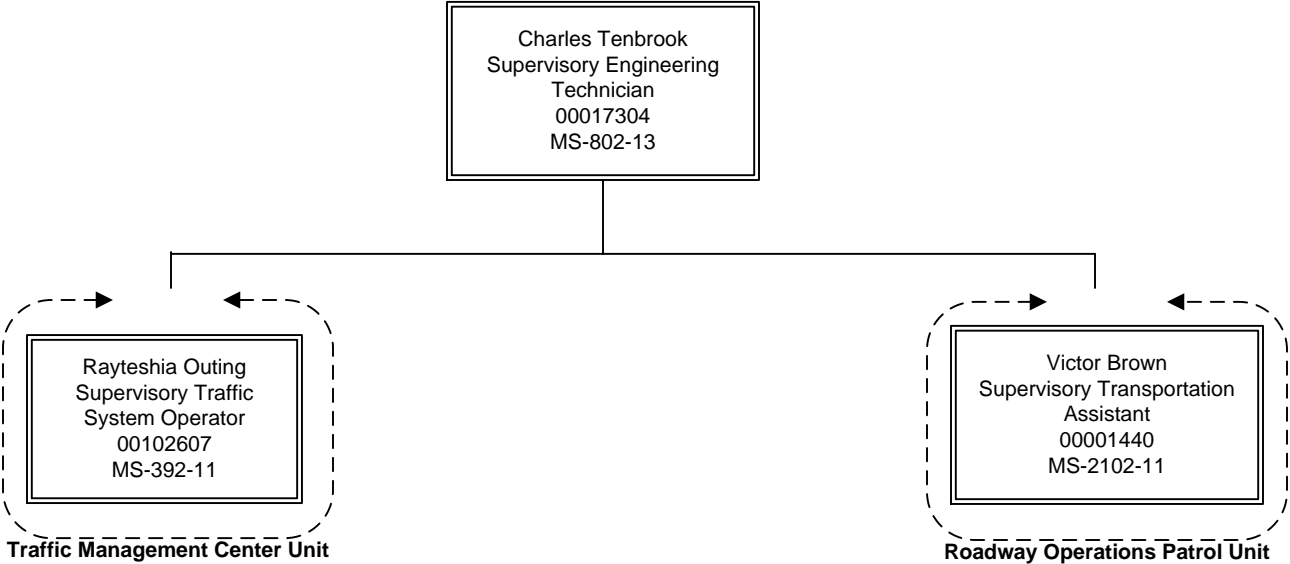 Charles Tenbrook
Supervisory Engineering
Technician
00017304
MS-802-13
Rayteshia Outing
Supervisory Traffic
System Operator
00102607
MS-392-11
Traffic Management Center Unit
Victor Brown
Supervisory Transportation
Assistant
00001440
MS-2102-11
Roadway Operations Patrol Unit